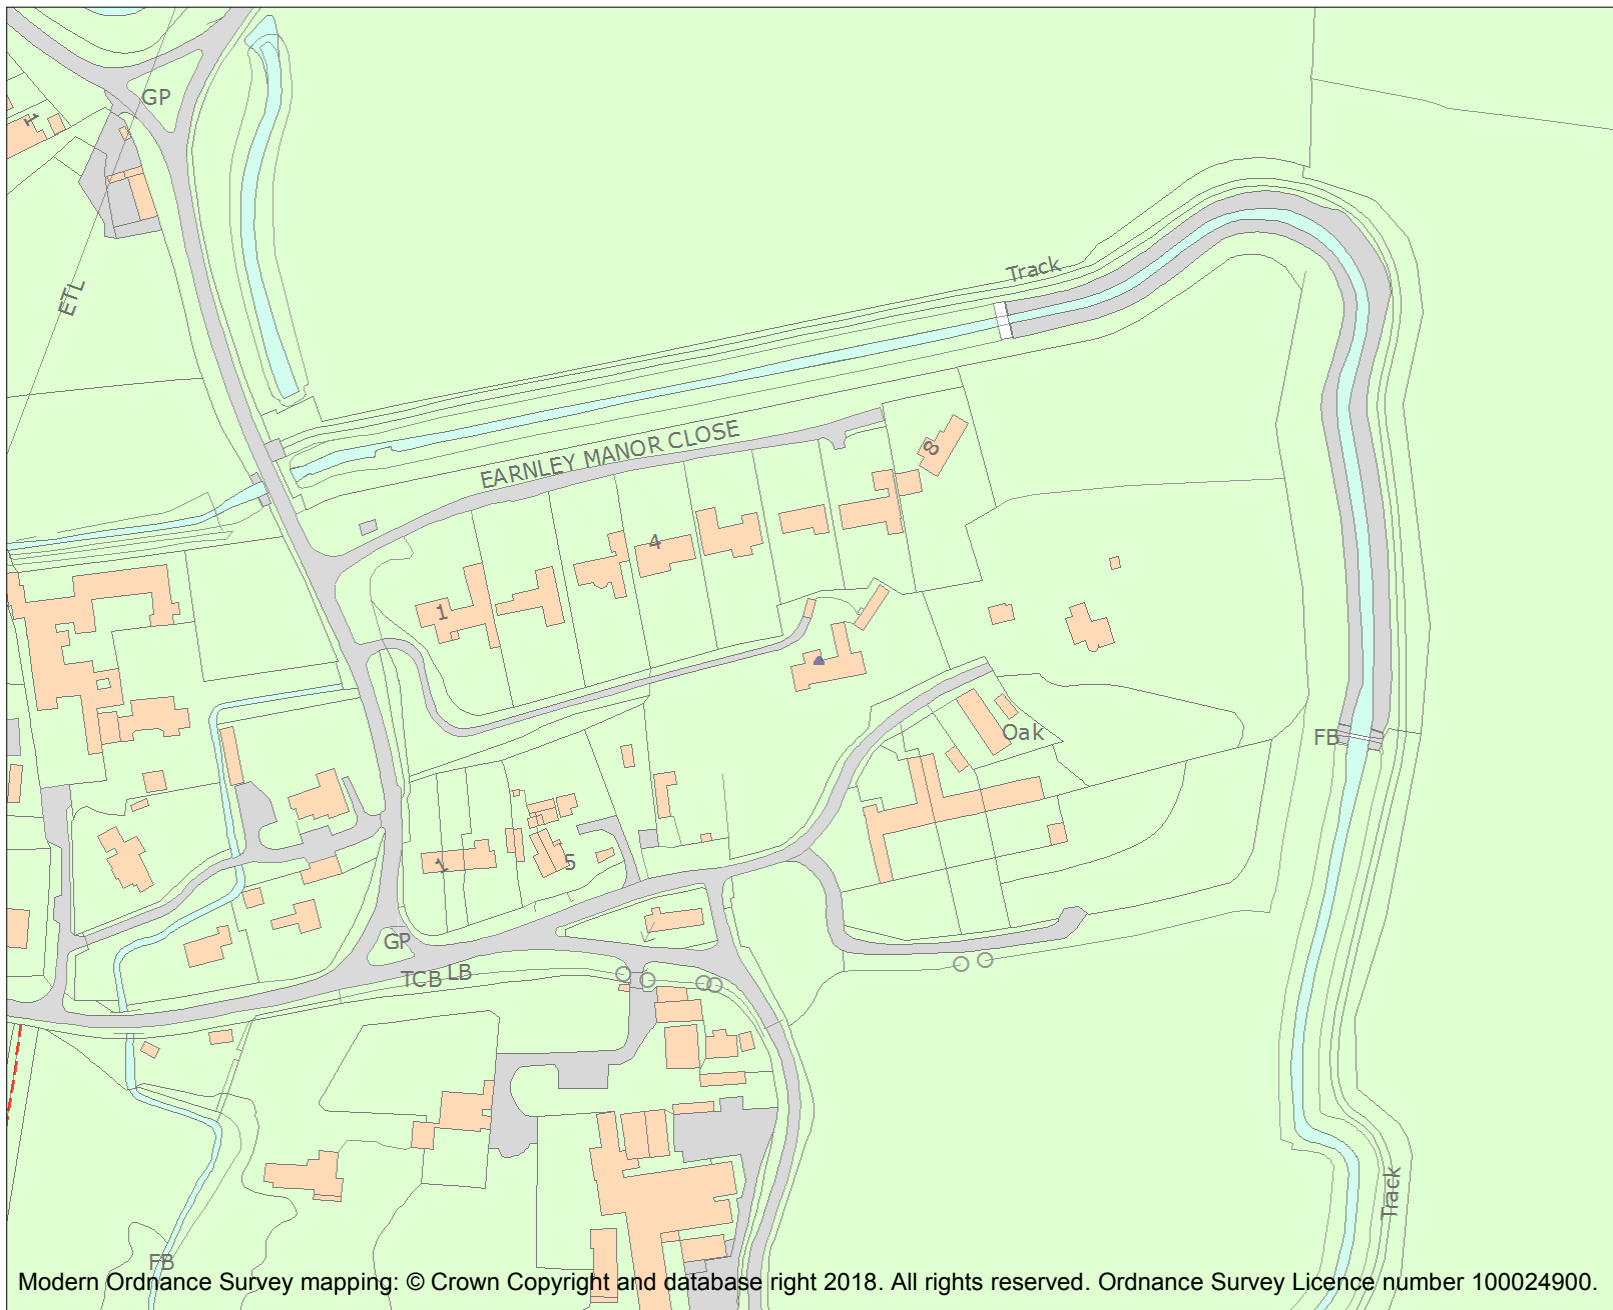 GP
1
ETL
Track
EARNLEY MANOR CLOSE
8
4
1
Oak
FB
1
5
GP
TCB
LB
Track
FB
Modern Ordnance Survey mapping: © Crown Copyright and database right 2018. All rights reserved. Ordnance Survey Licence number 100024900.